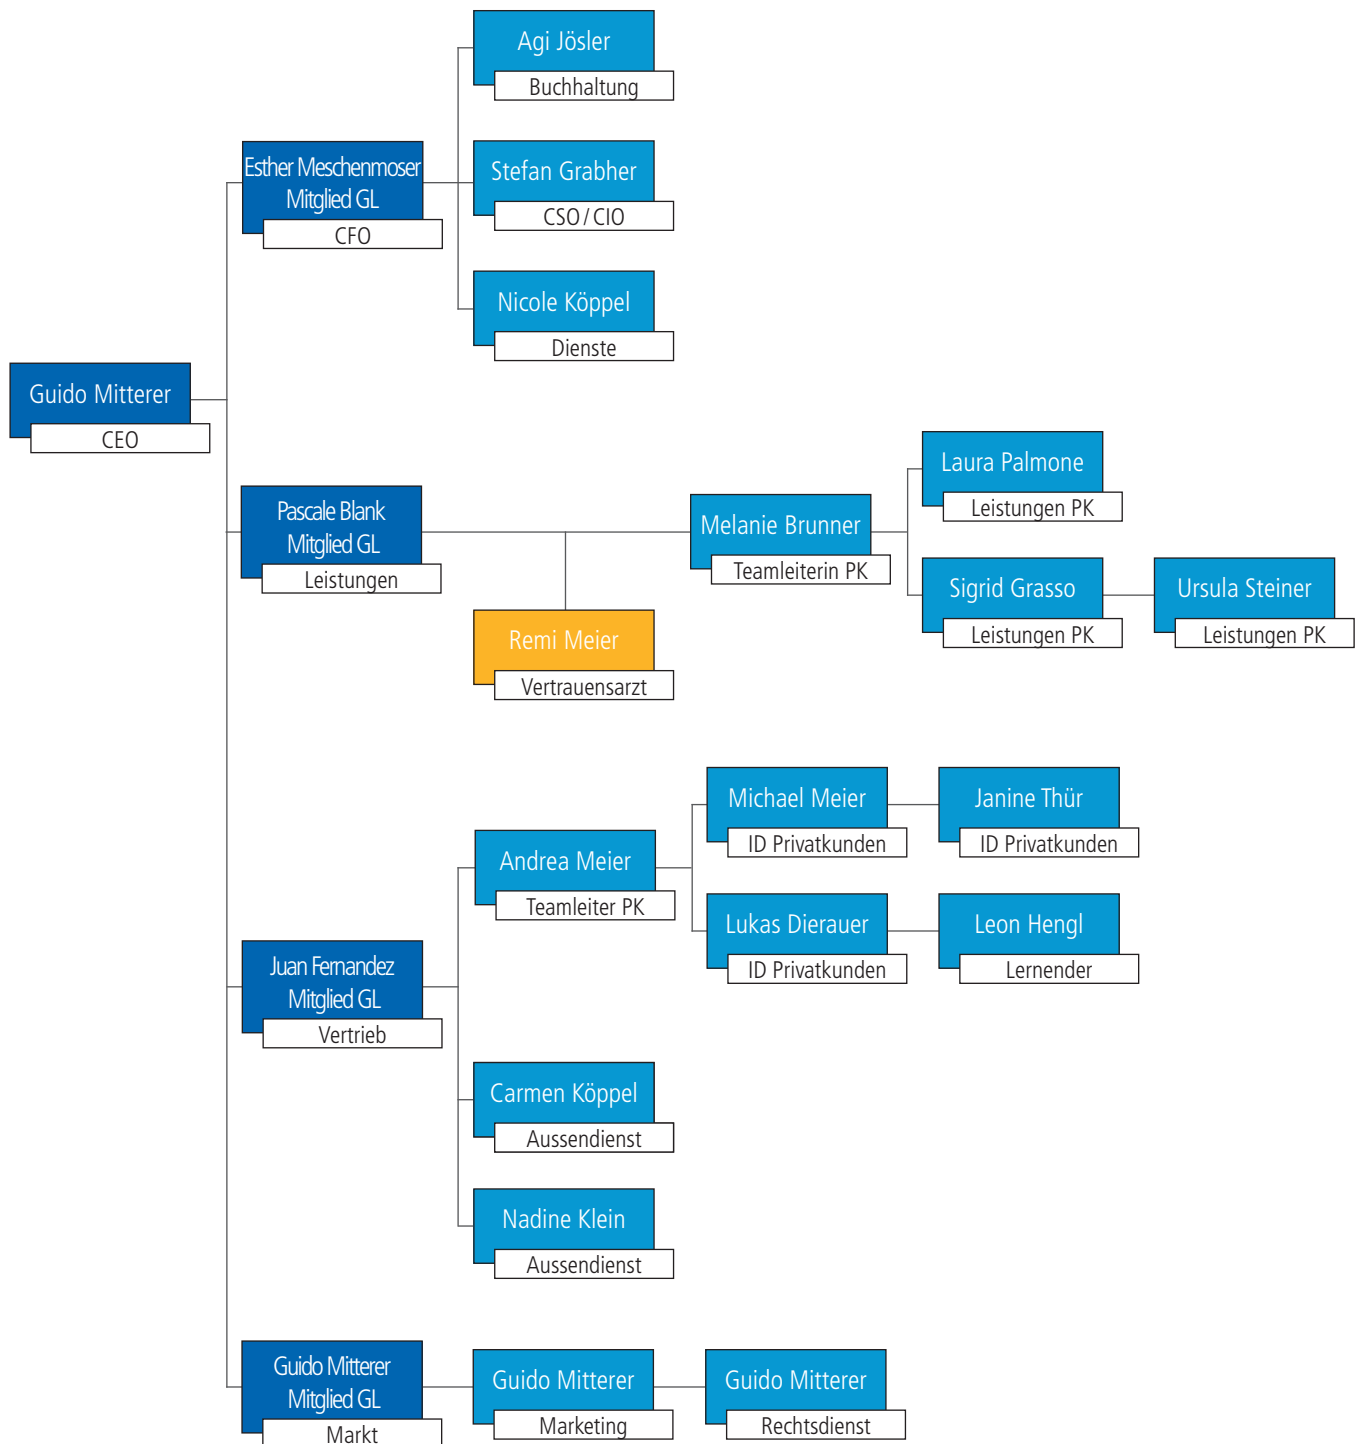 Agi Jösler
Buchhaltung
Esther Meschenmoser
Mitglied GL
CFO
Stefan Grabher
CSO / CIO
Nicole Köppel
Dienste
Guido Mitterer
CEO
Pascale Blank
Mitglied GL
Leistungen
Melanie Brunner
Teamleiterin PK
Laura Palmone
Leistungen PK
Sigrid Grasso
Leistungen PK
Ursula Steiner
Leistungen PK
Remi Meier
Vertrauensarzt
Juan Fernandez
Mitglied GL
Vertrieb
Andrea Meier
Teamleiter PK
Michael Meier
ID Privatkunden
Janine Thür
ID Privatkunden
Lukas Dierauer
ID Privatkunden
Leon Hengl
Lernender
Carmen Köppel
Aussendienst
Nadine Klein
Aussendienst
Guido Mitterer
Mitglied GL
Markt
Guido Mitterer
Marketing
Guido Mitterer
Rechtsdienst